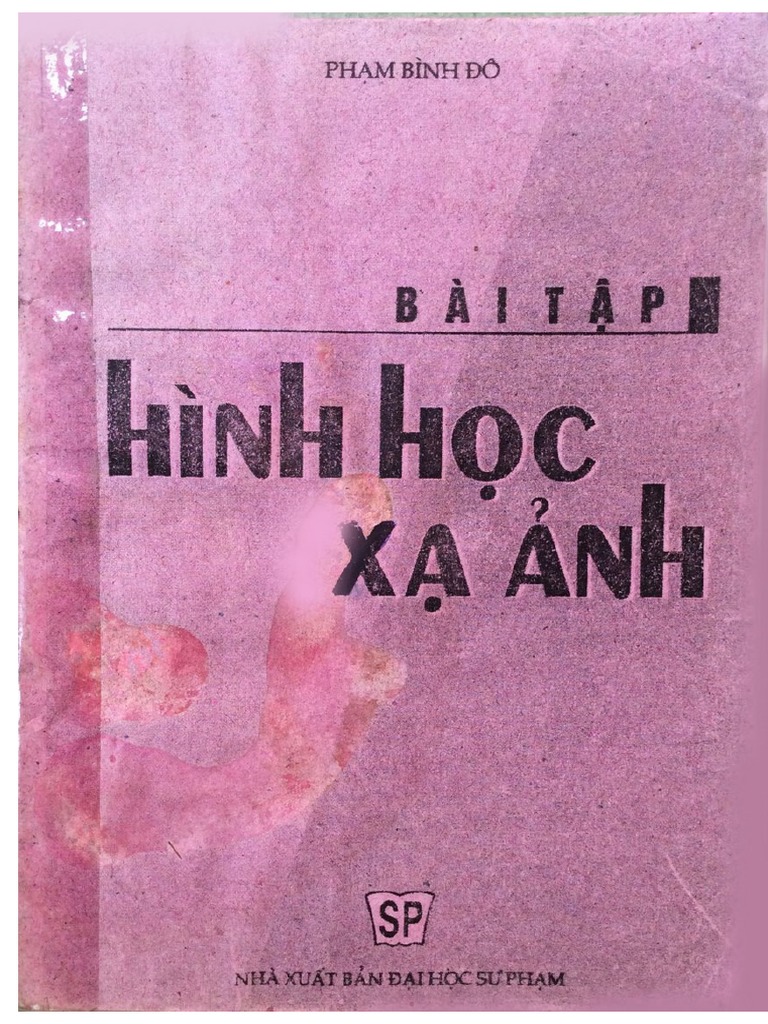 PHẠM BÌNH ĐÔ
BÀI TẬP
HÌNH HỌC
XẠ ẢNH
SP
NHÀ XUẤT BẢN ĐẠI HỌC SƯ PHẠM